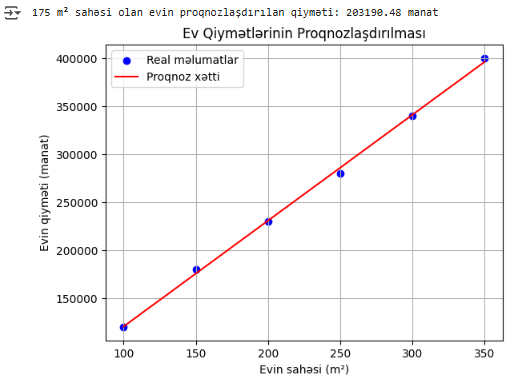 175 m² sahəsi olan evin proqnozlaşdırılan qiyməti: 203190.48 manat
Ev Qiymətlərinin Proqnozlaşdırılması
Real məlumatlar
Proqnoz xətti
400000
350000
300000
250000
200000
150000
Evin qiyməti (manat)
100
150
200
250
300
350
Evin sahəsi (m²)